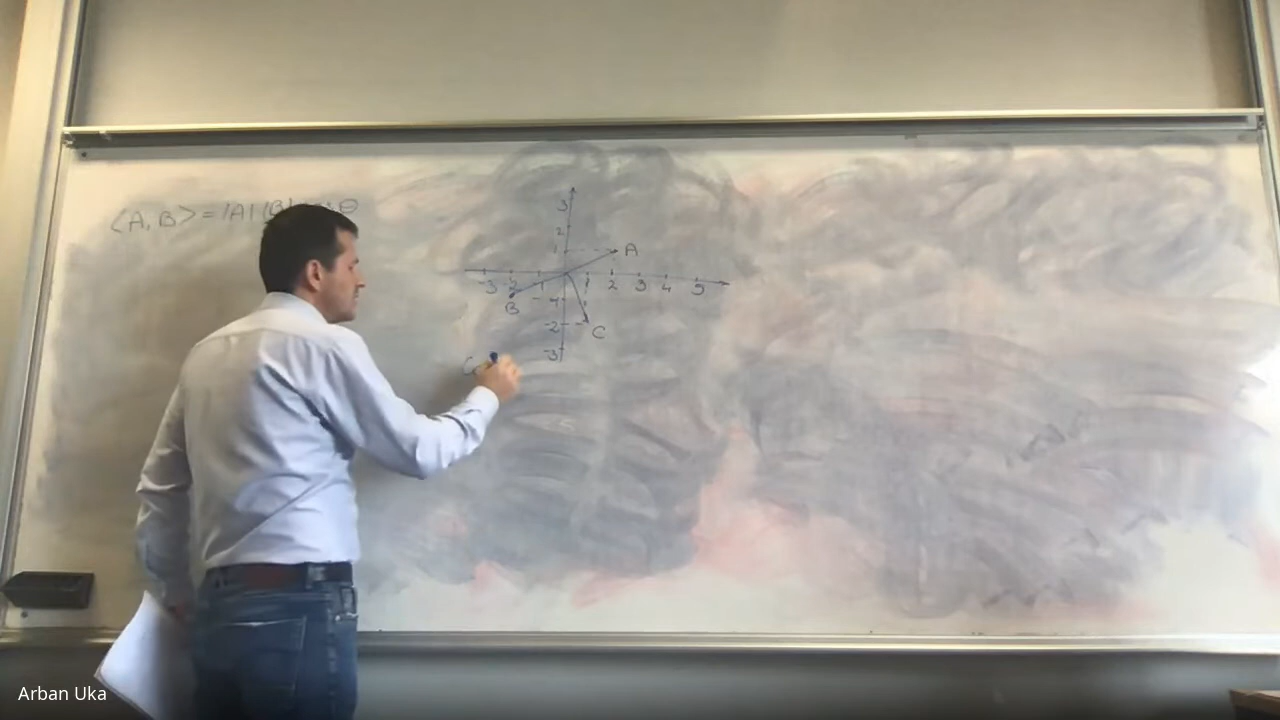 ⟨A, B⟩ = |A| |B|
3
2
1 A
-3 -2 -1 1 2 3 4 5
B -1
-2 C
-3
Arban Uka